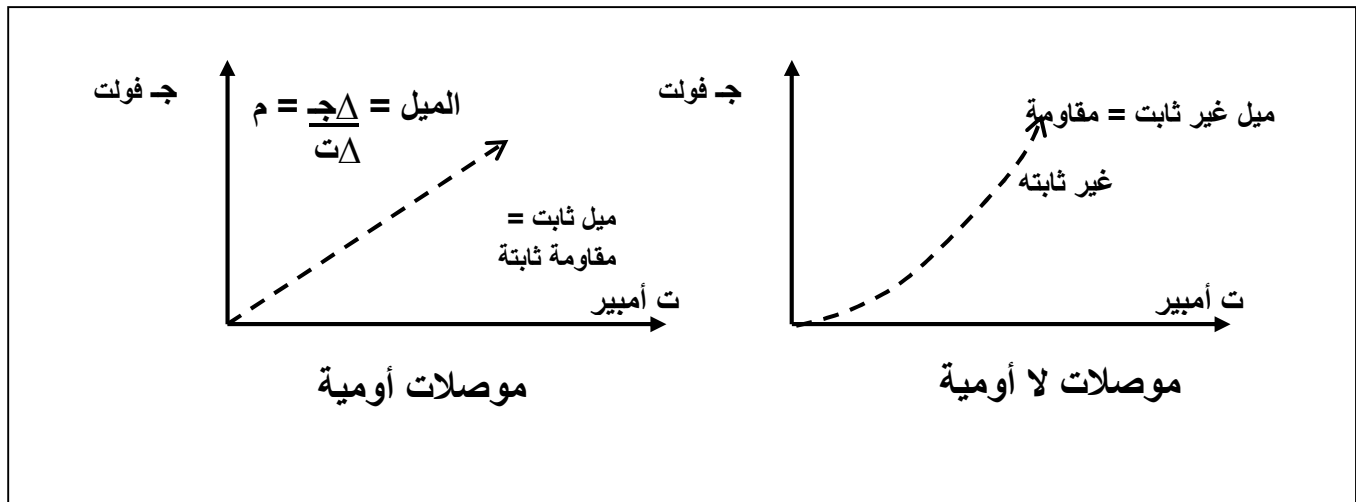 جـ فولت
الميل = ∆جـ = م
∆ت
ميل ثابت =
مقاومة ثابتة
ت أمبير
موصلات أومية
جـ فولت
ميل غير ثابت = مقاومة
غير ثابته
ت أمبير
موصلات لا أومية